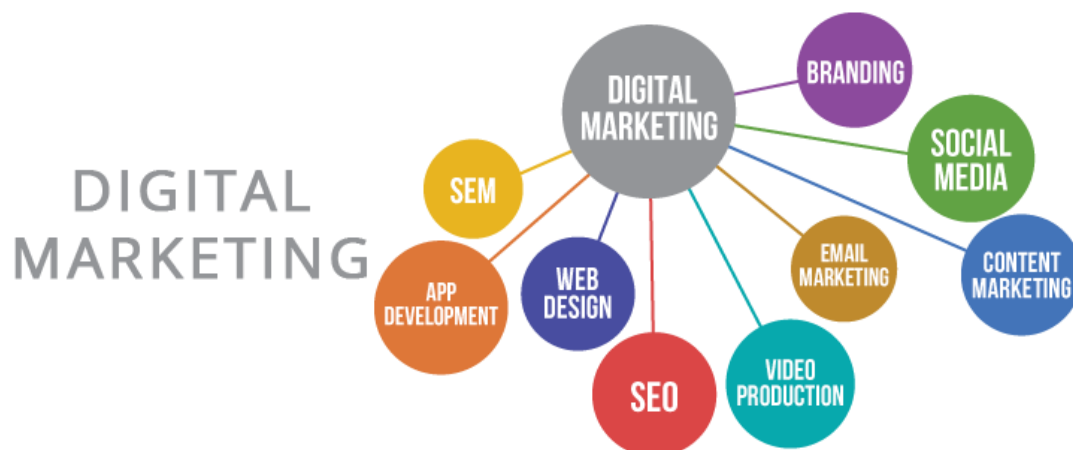 DIGITAL
MARKETING
DIGITAL
MARKETING
BRANDING
SOCIAL
MEDIA
SEM
CONTENT
MARKETING
EMAIL
MARKETING
WEB
DESIGN
APP
DEVELOPMENT
SEO
VIDEO
PRODUCTION